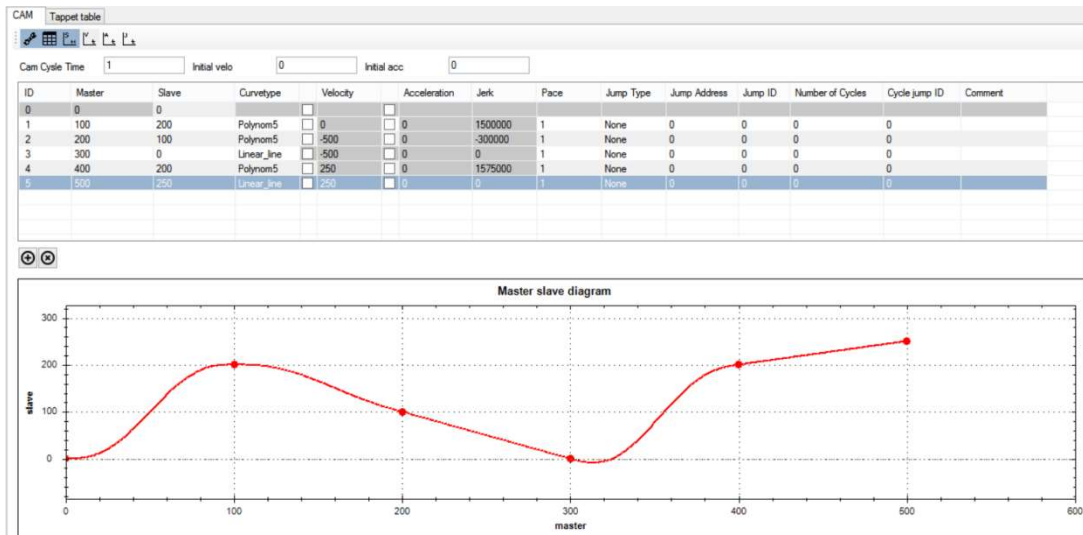 CAM Tappet table
S V A J
Cam Cysle Time 1 Initial velo 0 Initial acc 0
ID Master Slave Curvetype Velocity Acceleration Jerk Pace Jump Type Jump Address Jump ID Number of Cycles Cycle jump ID Comment
0 0 0
1 100 200 Polynom5 0 0 1500000 1 None 0 0 0 0
2 200 100 Polynom5 -500 0 -300000 1 None 0 0 0 0
3 300 0 Linear_line -500 0 0 1 None 0 0 0 0
4 400 200 Polynom5 250 0 1575000 1 None 0 0 0 0
5 500 250 Linear_line 250 0 0 1 None 0 0 0 0
Master slave diagram
300
200
100
0
slave
0 100 200 300 400 500 600
master